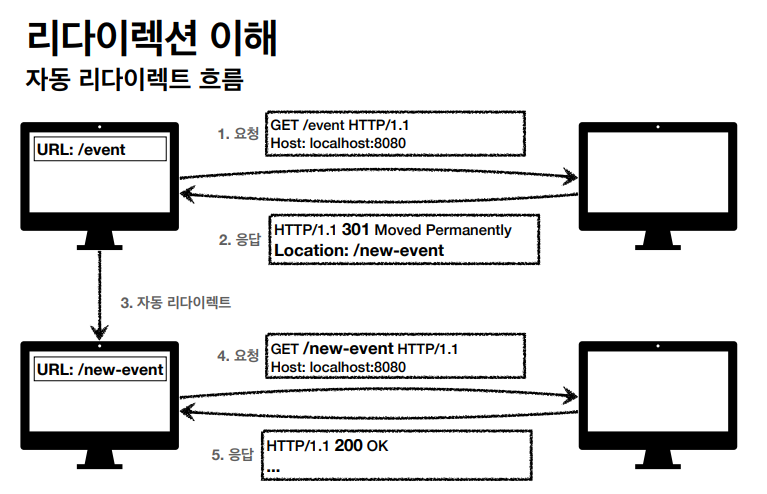 리다이렉션 이해
자동 리다이렉트 흐름
URL: /event
1. 요청
GET /event HTTP/1.1
Host: localhost:8080
2. 응답
HTTP/1.1 301 Moved Permanently
Location: /new-event
3. 자동 리다이렉트
URL: /new-event
4. 요청
GET /new-event HTTP/1.1
Host: localhost:8080
5. 응답
HTTP/1.1 200 OK
...